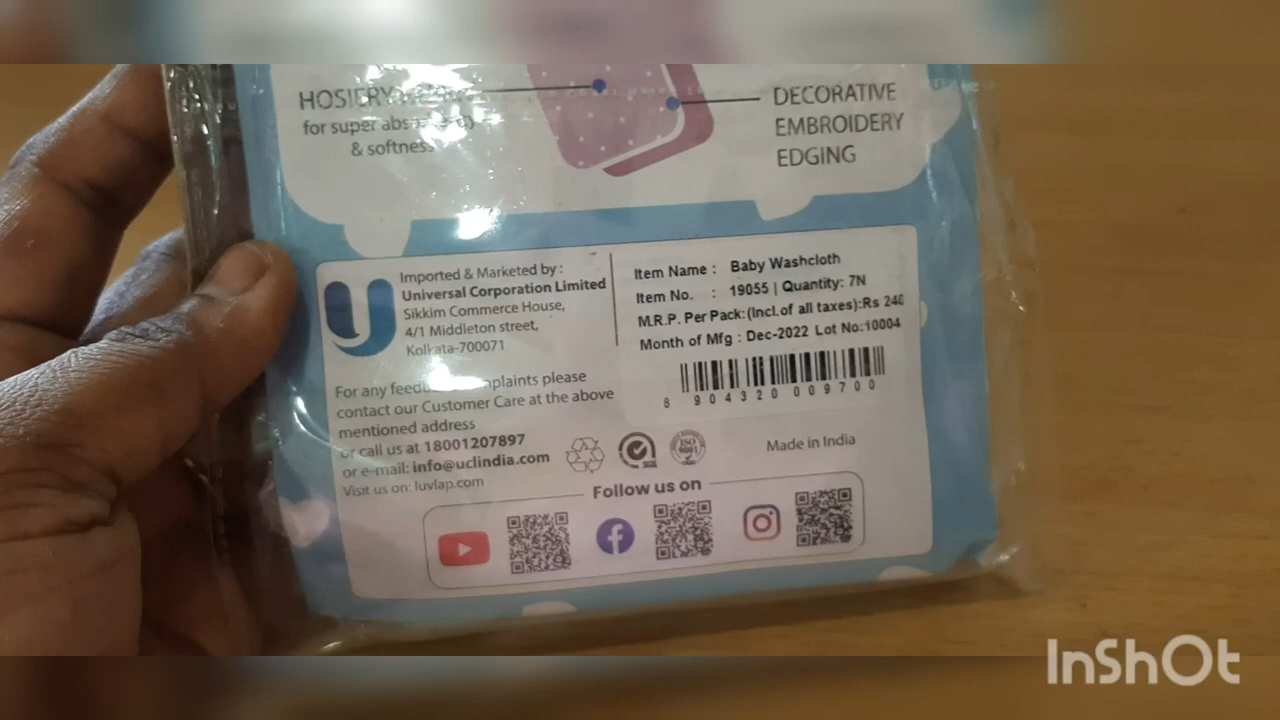 HOSIERY
for super
& softness
DECORATIVE
EMBROIDERY
EDGING
Imported & Marketed by :
Universal Corporation Limited
Sikkim Commerce House,
4/1 Middleton street,
Kolkata-700071
For any please
contact our Customer Care at the above
mentioned address
or call us at 18001207897
or e-mail: info@uclindia.com
Visit us on: luvlap.com
Item Name : Baby Washcloth
Item No. : 19055 | Quantity: 7N
M.R.P. Per Pack:(Incl.of all taxes):Rs 240
Month of Mfg : Dec-2022 Lot No:10004
8 904320 009700
SGS
ISO
9001
Made in India
Follow us on
InShOt